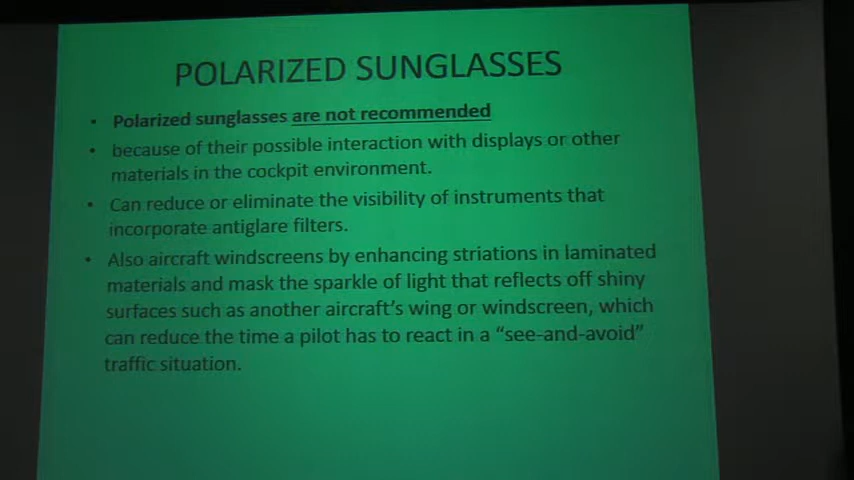 POLARIZED SUNGLASSES
• Polarized sunglasses are not recommended
• because of their possible interaction with displays or other
materials in the cockpit environment.
• Can reduce or eliminate the visibility of instruments that
incorporate antiglare filters.
• Also aircraft windscreens by enhancing striations in laminated
materials and mask the sparkle of light that reflects off shiny
surfaces such as another aircraft's wing or windscreen, which
can reduce the time a pilot has to react in a “see-and-avoid”
traffic situation.